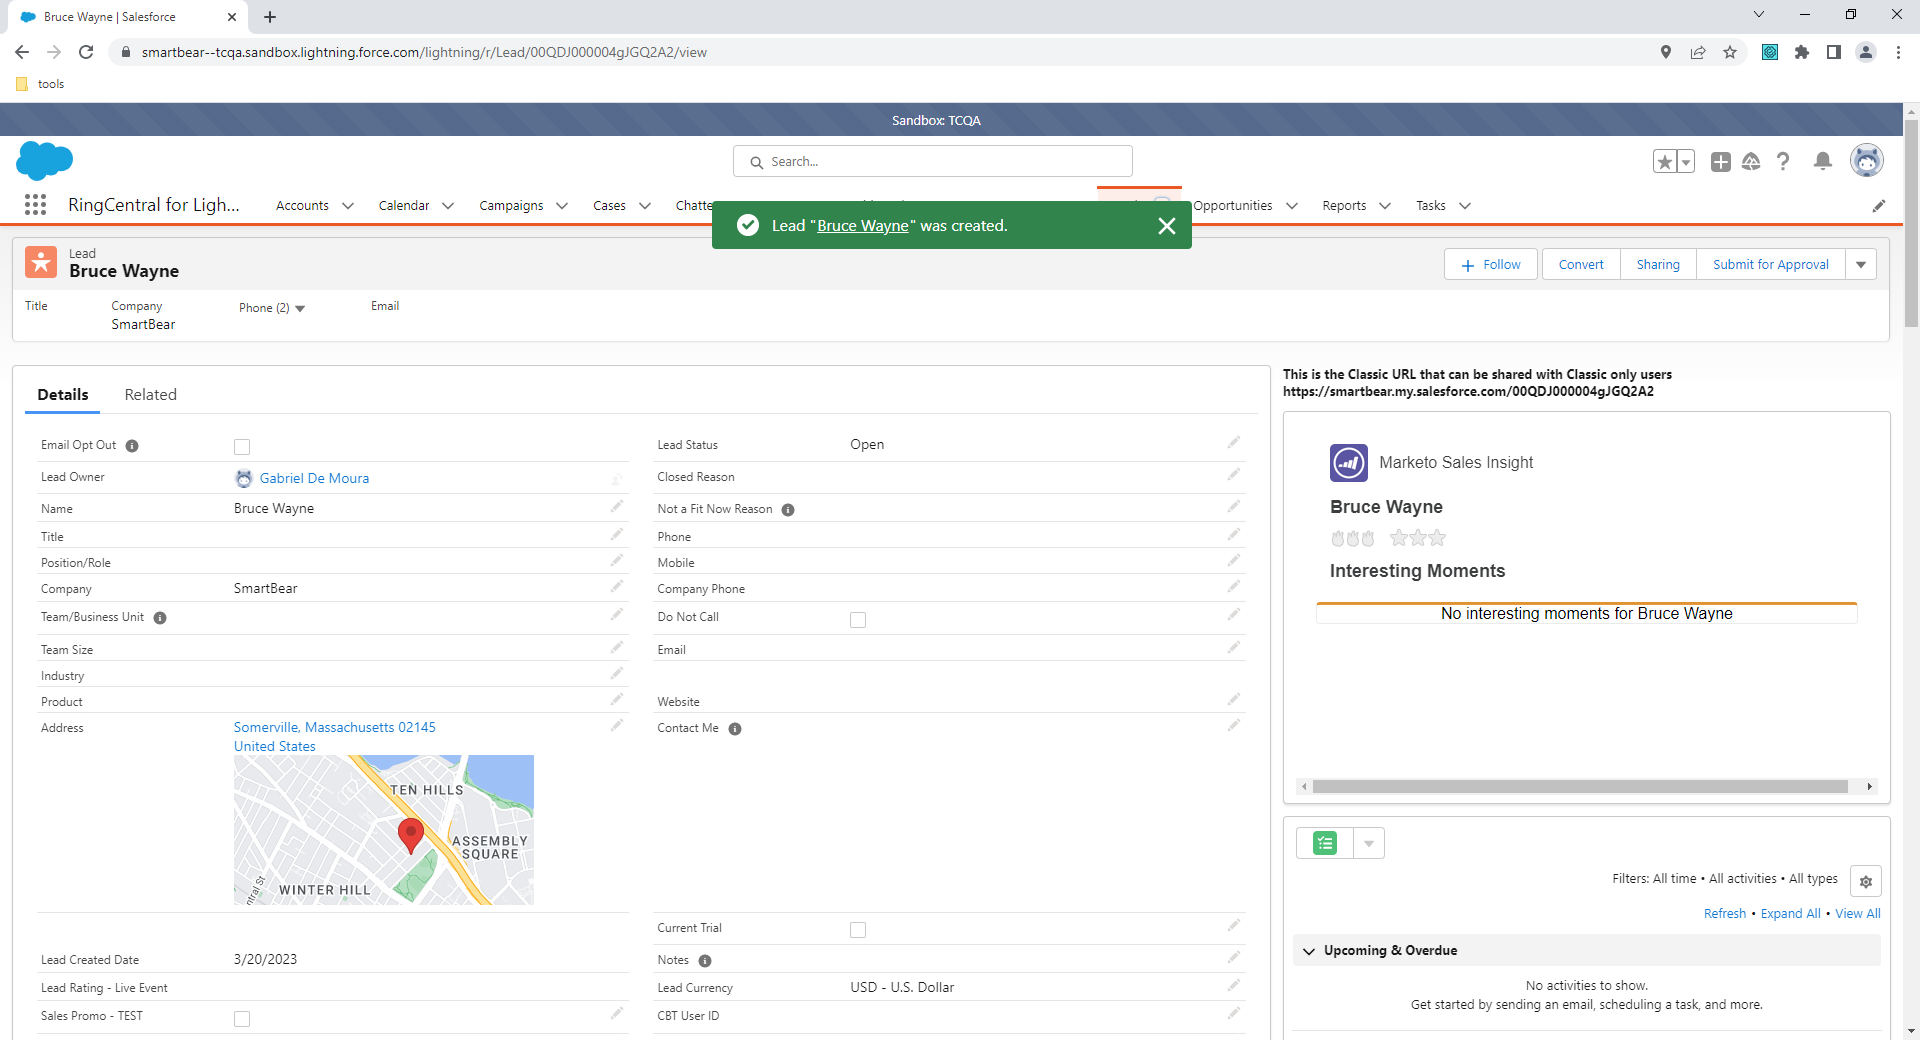 Bruce Wayne | Salesforce
smartbear--tcqa.sandbox.lightning.force.com/lightning/r/Lead/00QDJ000004gJGQ2A2/view
tools
Sandbox: TCQA
Search...
RingCentral for Ligh...
Accounts
Calendar
Campaigns
Cases
Chatte
Opportunities
Reports
Tasks
Lead "Bruce Wayne" was created.
Lead
Bruce Wayne
Follow
Convert
Sharing
Submit for Approval
Title
Company
Phone (2)
Email
SmartBear
Details
Related
Email Opt Out
Lead Owner
Gabriel De Moura
Name
Bruce Wayne
Title
Position/Role
Company
SmartBear
Team/Business Unit
Team Size
Industry
Product
Address
Somerville, Massachusetts 02145
United States
TEN HILLS
ASSEMBLY
SQUARE
WINTER HILL
ntral St
Lead Created Date
3/20/2023
Lead Rating - Live Event
Sales Promo - TEST
Lead Status
Open
Closed Reason
Not a Fit Now Reason
Phone
Mobile
Company Phone
Do Not Call
Email
Website
Contact Me
Current Trial
Notes
Lead Currency
USD - U.S. Dollar
CBT User ID
This is the Classic URL that can be shared with Classic only users
https://smartbear.my.salesforce.com/00QDJ000004gJGQ2A2
Marketo Sales Insight
Bruce Wayne
Interesting Moments
No interesting moments for Bruce Wayne
Filters: All time • All activities • All types
Refresh • Expand All • View All
Upcoming & Overdue
No activities to show.
Get started by sending an email, scheduling a task, and more.